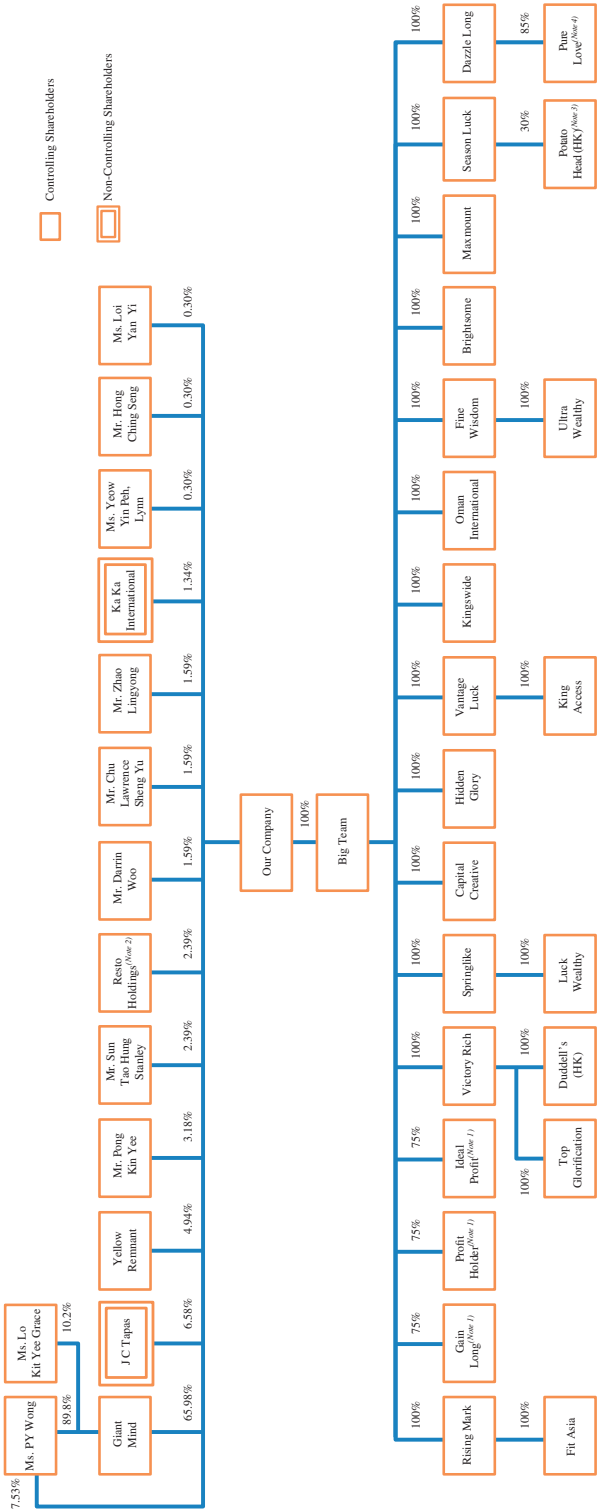 Controlling Shareholders
Non-Controlling Shareholders
Ms. PY Wong
Ms. Lo
Kit Yee Grace
7.53%
89.8%
10.2%
Giant
Mind
J C Tapas
Yellow
Remnant
Mr. Pong
Kin Yee
Mr. Sun
Tao Hung
Stanley
Resto
Holdings(Note 2)
Mr. Darrin
Woo
Mr. Chu
Lawrence
Sheng Yu
Mr. Zhao
Lingyong
Ka Ka
International
Ms. Yeow
Yin Peh,
Lynn
Mr. Hong
Ching Seng
Ms. Loi
Yan Yi
65.98%
6.58%
4.94%
3.18%
2.39%
2.39%
1.59%
1.59%
1.59%
1.34%
0.30%
0.30%
0.30%
Our Company
100%
Big Team
100%
75%
75%
75%
100%
100%
100%
100%
100%
100%
100%
100%
100%
100%
100%
100%
Rising Mark
Gain
Long(Note 1)
Profit
Holder(Note 1)
Ideal
Profit(Note 1)
Victory Rich
Springlike
Capital
Creative
Hidden
Glory
Vantage
Luck
Kingswide
Oman
International
Fine
Wisdom
Brightsome
Maxmount
Season Luck
Dazzle Long
100%
100%
100%
100%
100%
100%
30%
85%
Fit Asia
Top
Glorification
Duddell's
(HK)
Luck
Wealthy
King
Access
Ultra
Wealthy
Potato
Head (HK)(Note 3)
Pure
Love(Note 4)